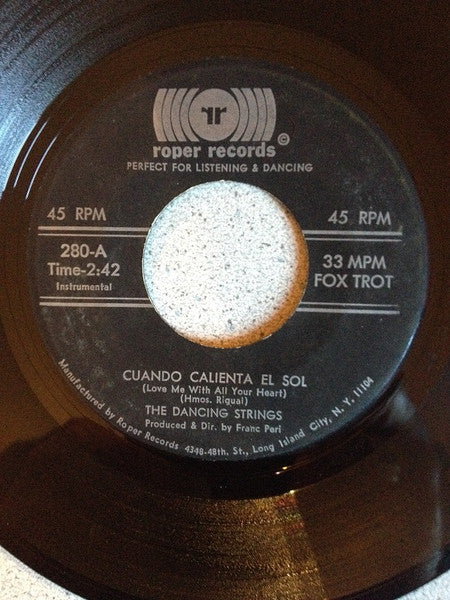 rr
roper records ©
PERFECT FOR LISTENING & DANCING
45 RPM
45 RPM
280-A
Time-2:42
Instrumental
33 MPM
FOX TROT
CUANDO CALIENTA EL SOL
(Love Me With All Your Heart)
(Hmos. Rigual)
THE DANCING STRINGS
Produced & Dir. by Franc Peri
Manufactured by Roper Records 4348-48th. St., Long Island City, N. Y. 11104